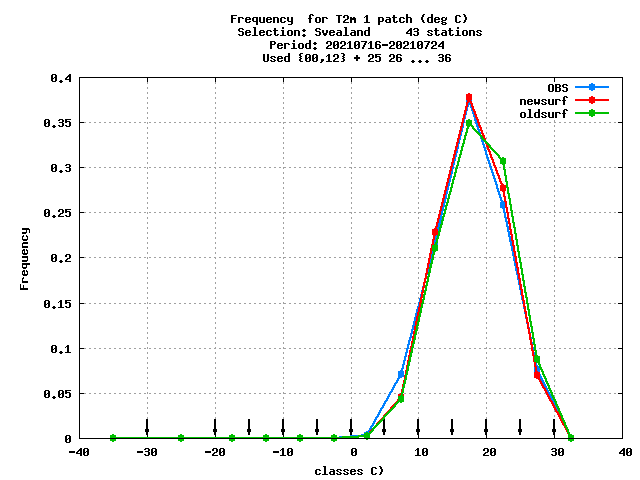 Frequency for T2m 1 patch (deg C)
Selection: Svealand 43 stations
Period: 20210716-20210724
Used {00,12} + 25 26 ... 36
0.4
0.35
0.3
0.25
0.2
0.15
0.1
0.05
0
Frequency
OBS
newsurf
oldsurf
-40 -30 -20 -10 0 10 20 30 40
classes C)